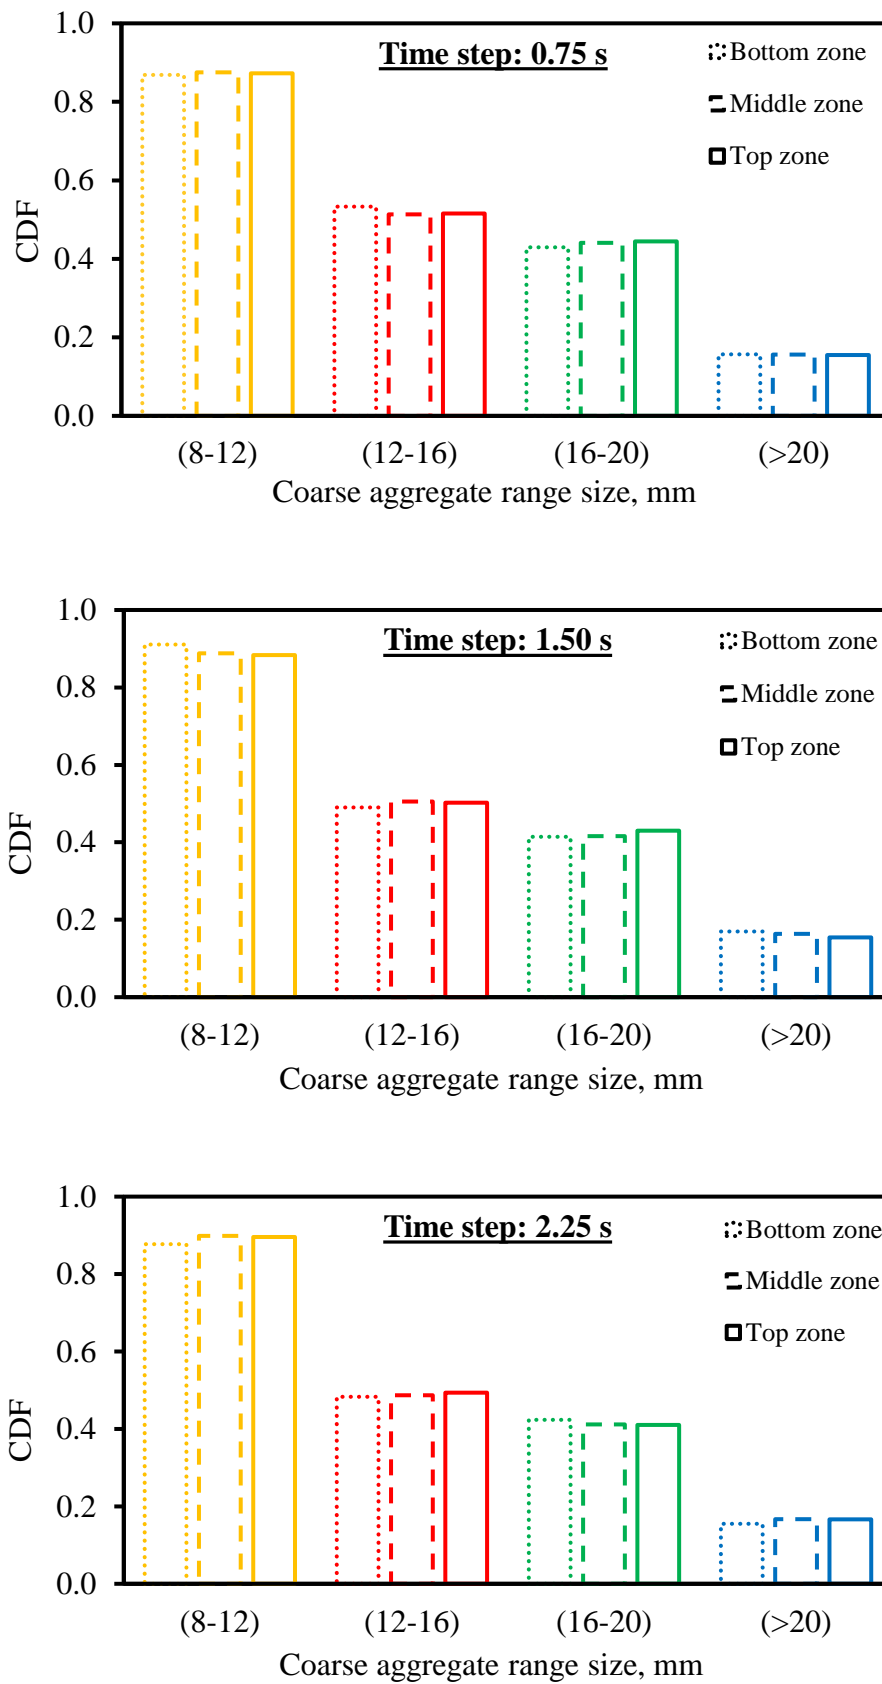 1.0
Time step: 0.75 s
Bottom zone
0.8
Middle zone
0.6
Top zone
CDF
0.4
0.2
0.0
(8-12) (12-16) (16-20) (>20)
Coarse aggregate range size, mm
1.0
Time step: 1.50 s
Bottom zone
0.8
Middle zone
0.6
Top zone
CDF
0.4
0.2
0.0
(8-12) (12-16) (16-20) (>20)
Coarse aggregate range size, mm
1.0
Time step: 2.25 s
Bottom zone
0.8
Middle zone
0.6
Top zone
CDF
0.4
0.2
0.0
(8-12) (12-16) (16-20) (>20)
Coarse aggregate range size, mm